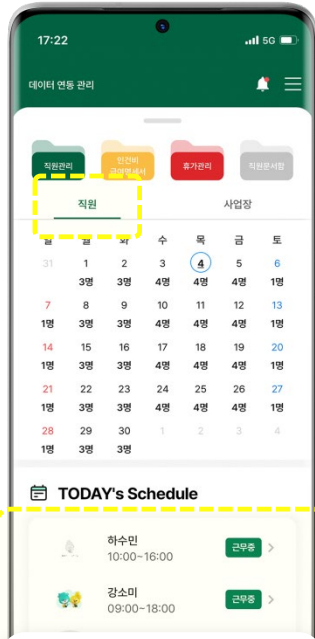 17:22
5G
데이터 연동 관리
직원관리
인건비
급여명세서
휴가관리
직원문서함
직원 사업장
일 월 화 수 목 금 토
31 1 2 3 4 5 6
3명 3명 4명 4명 4명 1명
7 8 9 10 11 12 13
1명 3명 3명 4명 4명 4명 1명
14 15 16 17 18 19 20
1명 3명 3명 4명 4명 4명 1명
21 22 23 24 25 26 27
1명 3명 3명 4명 4명 4명 1명
28 29 30 1 2 3 4
1명 3명 3명
TODAY's Schedule
하수민
10:00~16:00
근무중
강소미
09:00~18:00
근무중